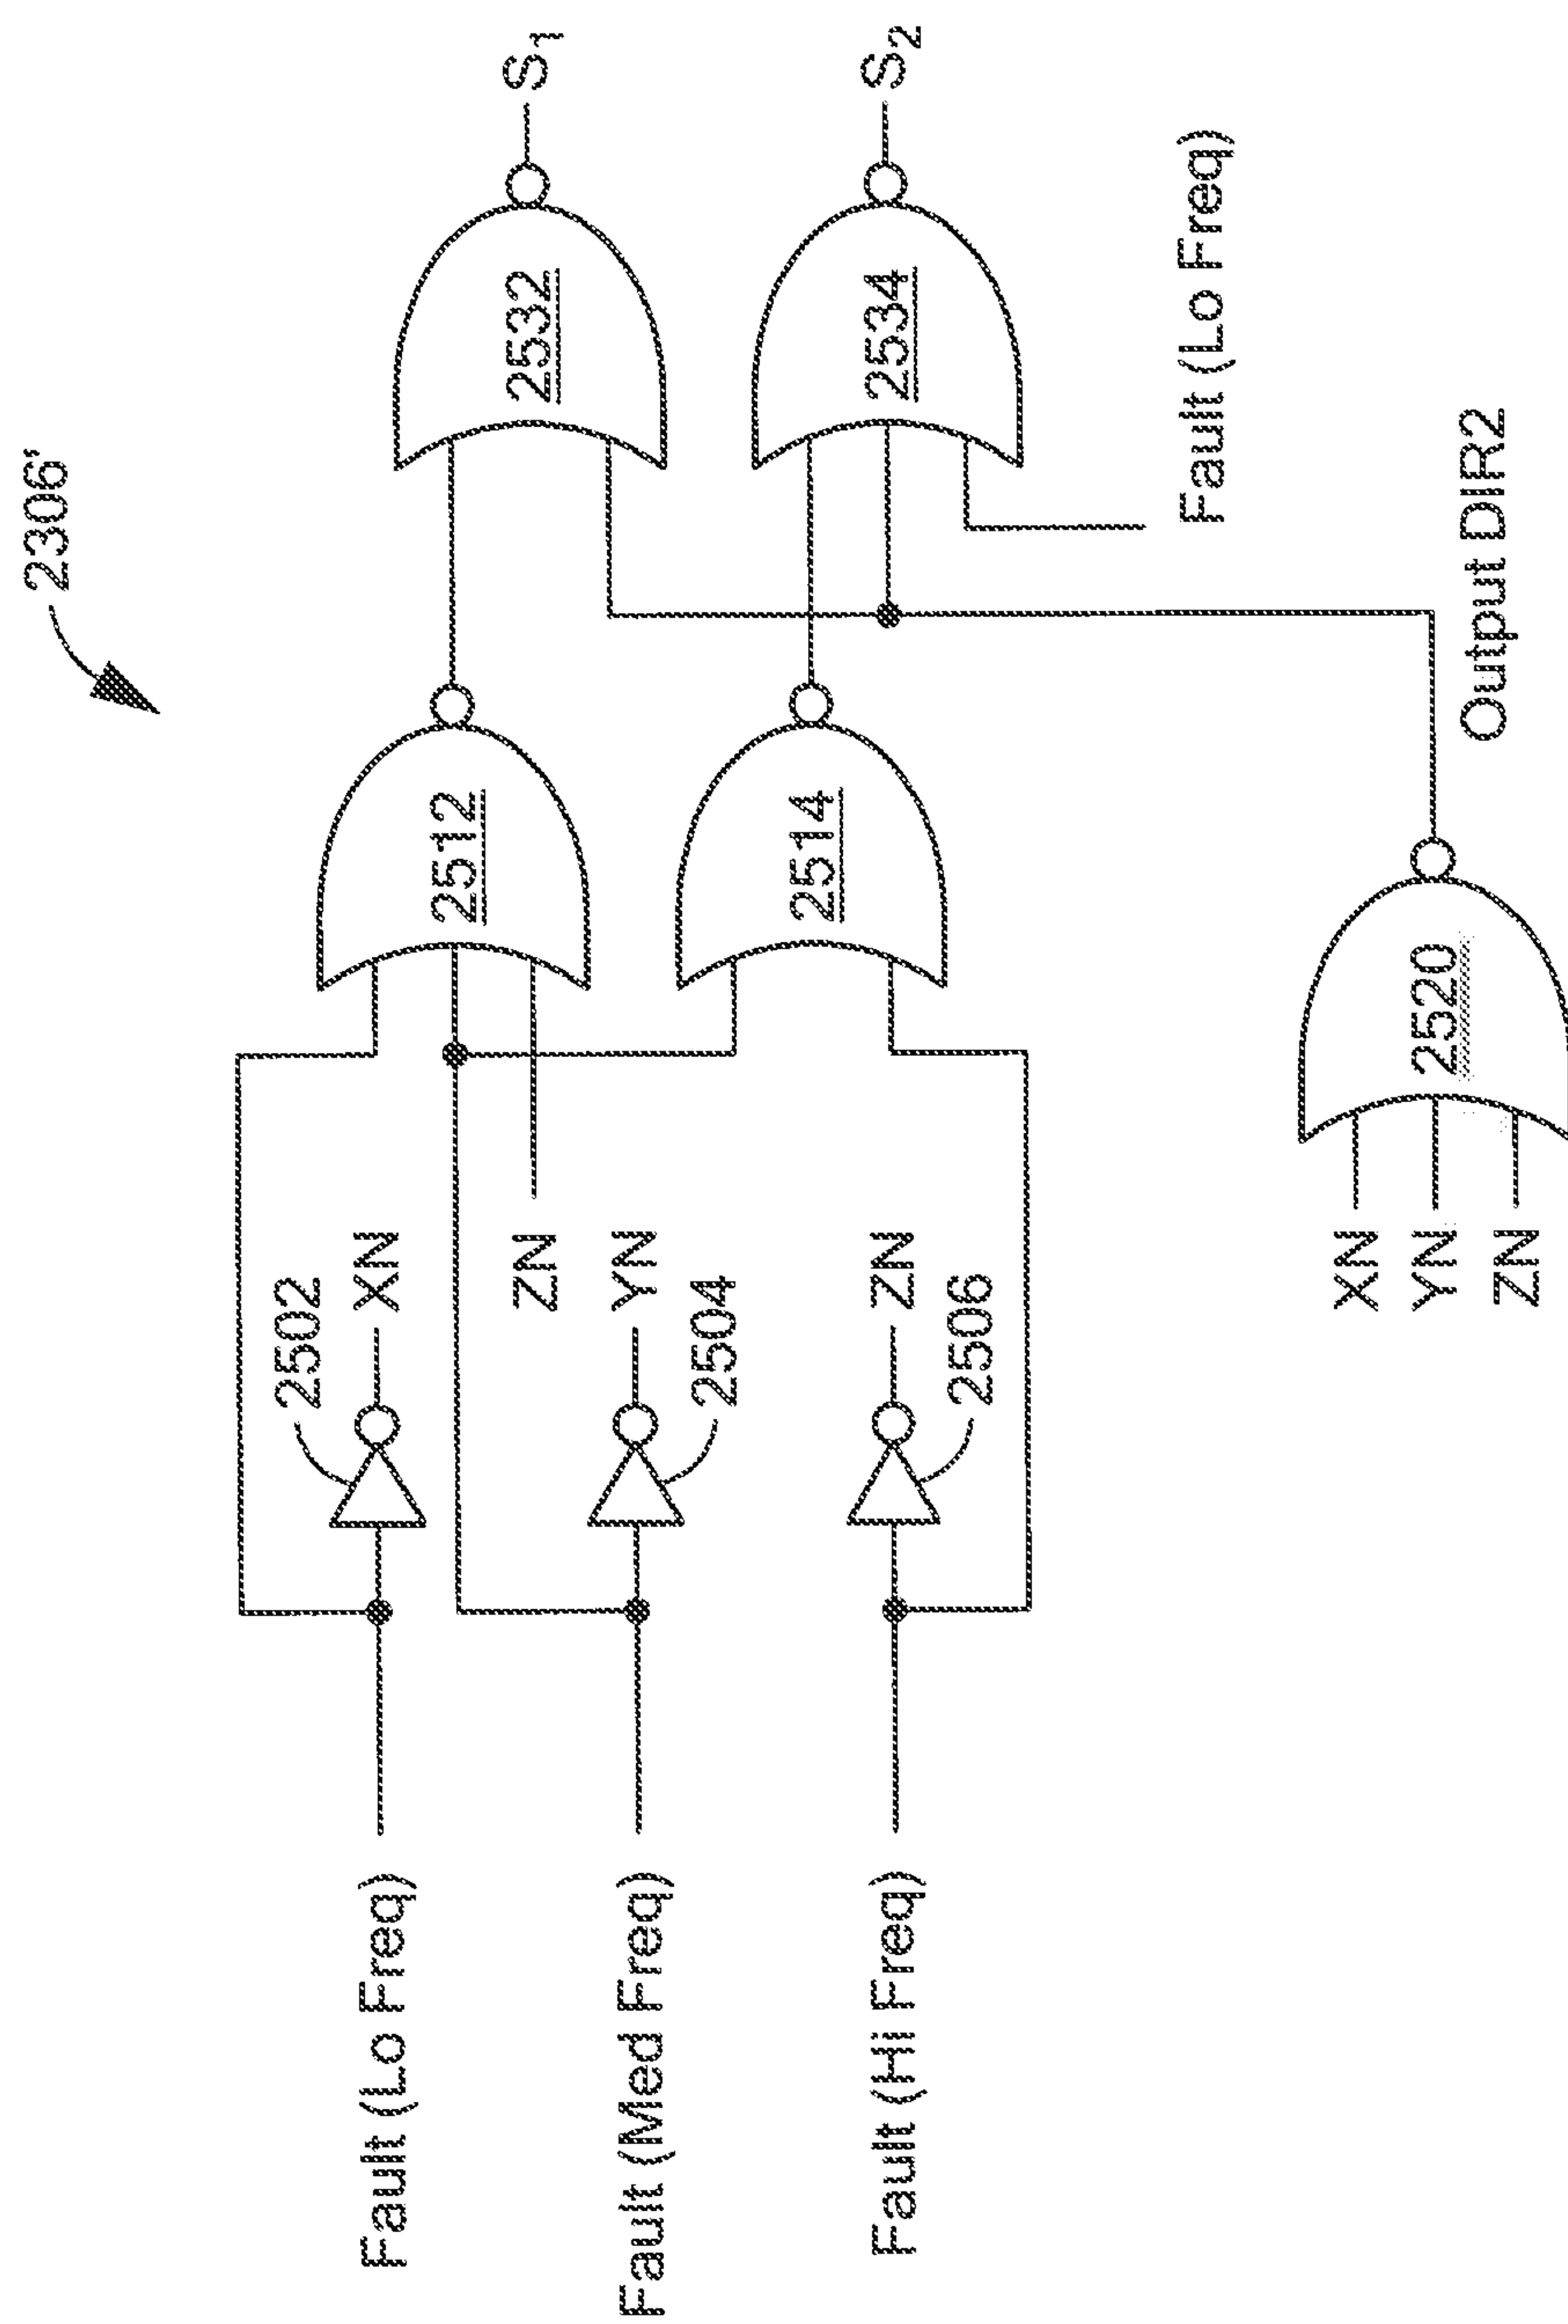 2306'
Fault (Lo Freq)
2502
XN
ZN
Fault (Med Freq)
YN
2504
Fault (Hi Freq)
ZN
2506
2512
2514
2532
S1
2534
S2
Fault (Lo Freq)
XN
YN
ZN
2520
Output DIR2